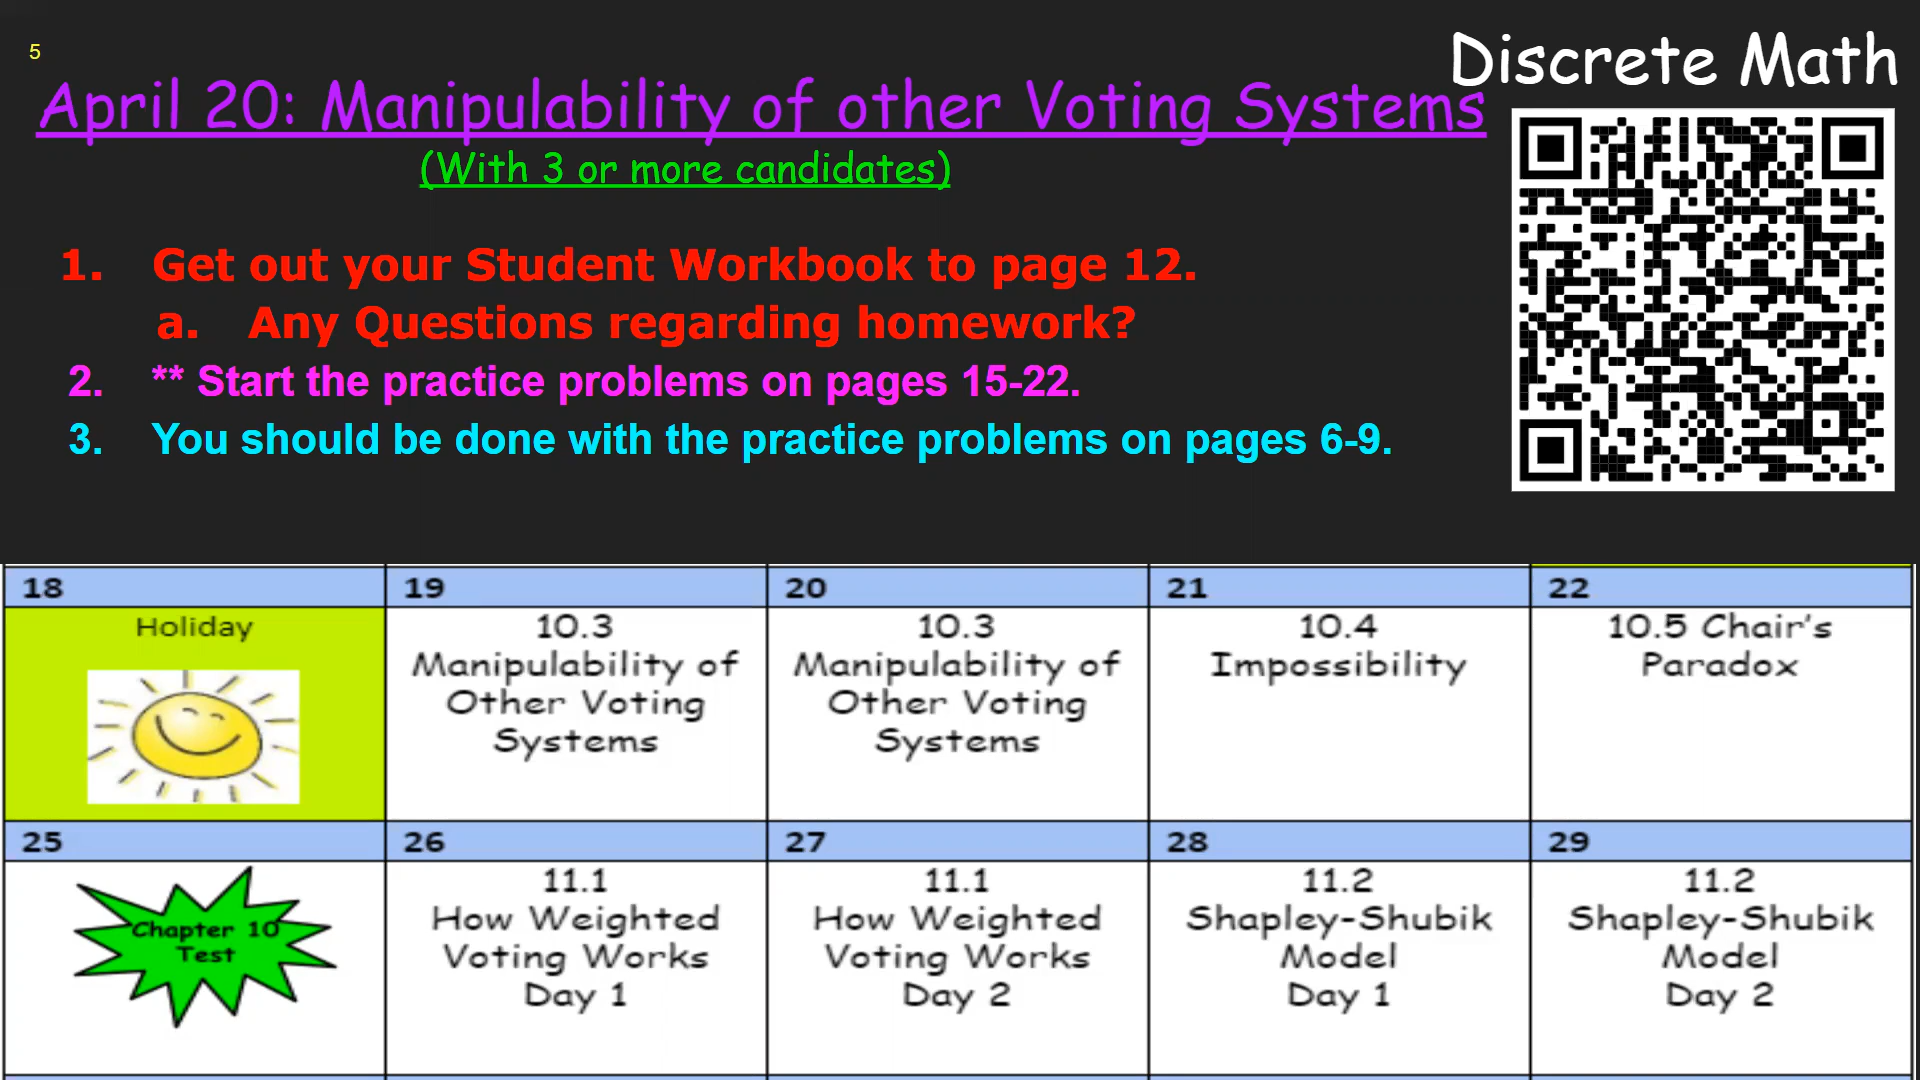 5
Discrete Math
April 20: Manipulability of other Voting Systems
(With 3 or more candidates)
1. Get out your Student Workbook to page 12.
a. Any Questions regarding homework?
2. ** Start the practice problems on pages 15-22.
3. You should be done with the practice problems on pages 6-9.
18 19 20 21 22
Holiday
10.3
Manipulability of
Other Voting
Systems
10.3
Manipulability of
Other Voting
Systems
10.4
Impossibility
10.5 Chair's
Paradox
25 26 27 28 29
Chapter 10
Test
11.1
How Weighted
Voting Works
Day 1
11.1
How Weighted
Voting Works
Day 2
11.2
Shapley-Shubik
Model
Day 1
11.2
Shapley-Shubik
Model
Day 2